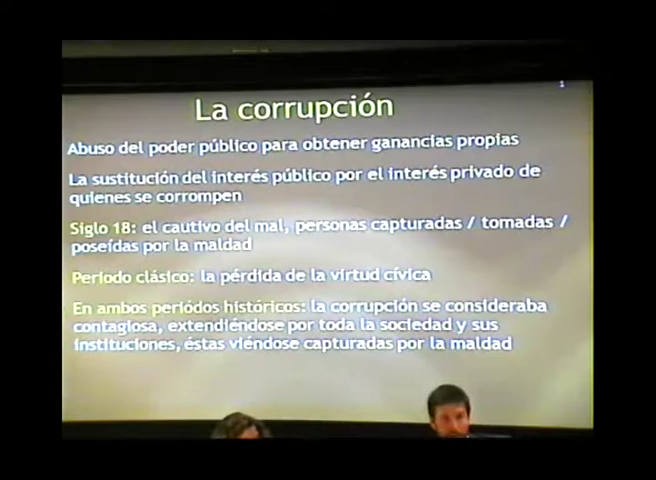 1
La corrupción
Abuso del poder público para obtener ganancias propias
La sustitución del interés público por el interés privado de
quienes se corrompen
Siglo 18: el cautivo del mal, personas capturadas / tomadas /
poseídas por la maldad
Periodo clásico: la pérdida de la virtud cívica
En ambos periódos históricos: la corrupción se consideraba
contagiosa, extendiéndose por toda la sociedad y sus
instituciones, éstas viéndose capturadas por la maldad